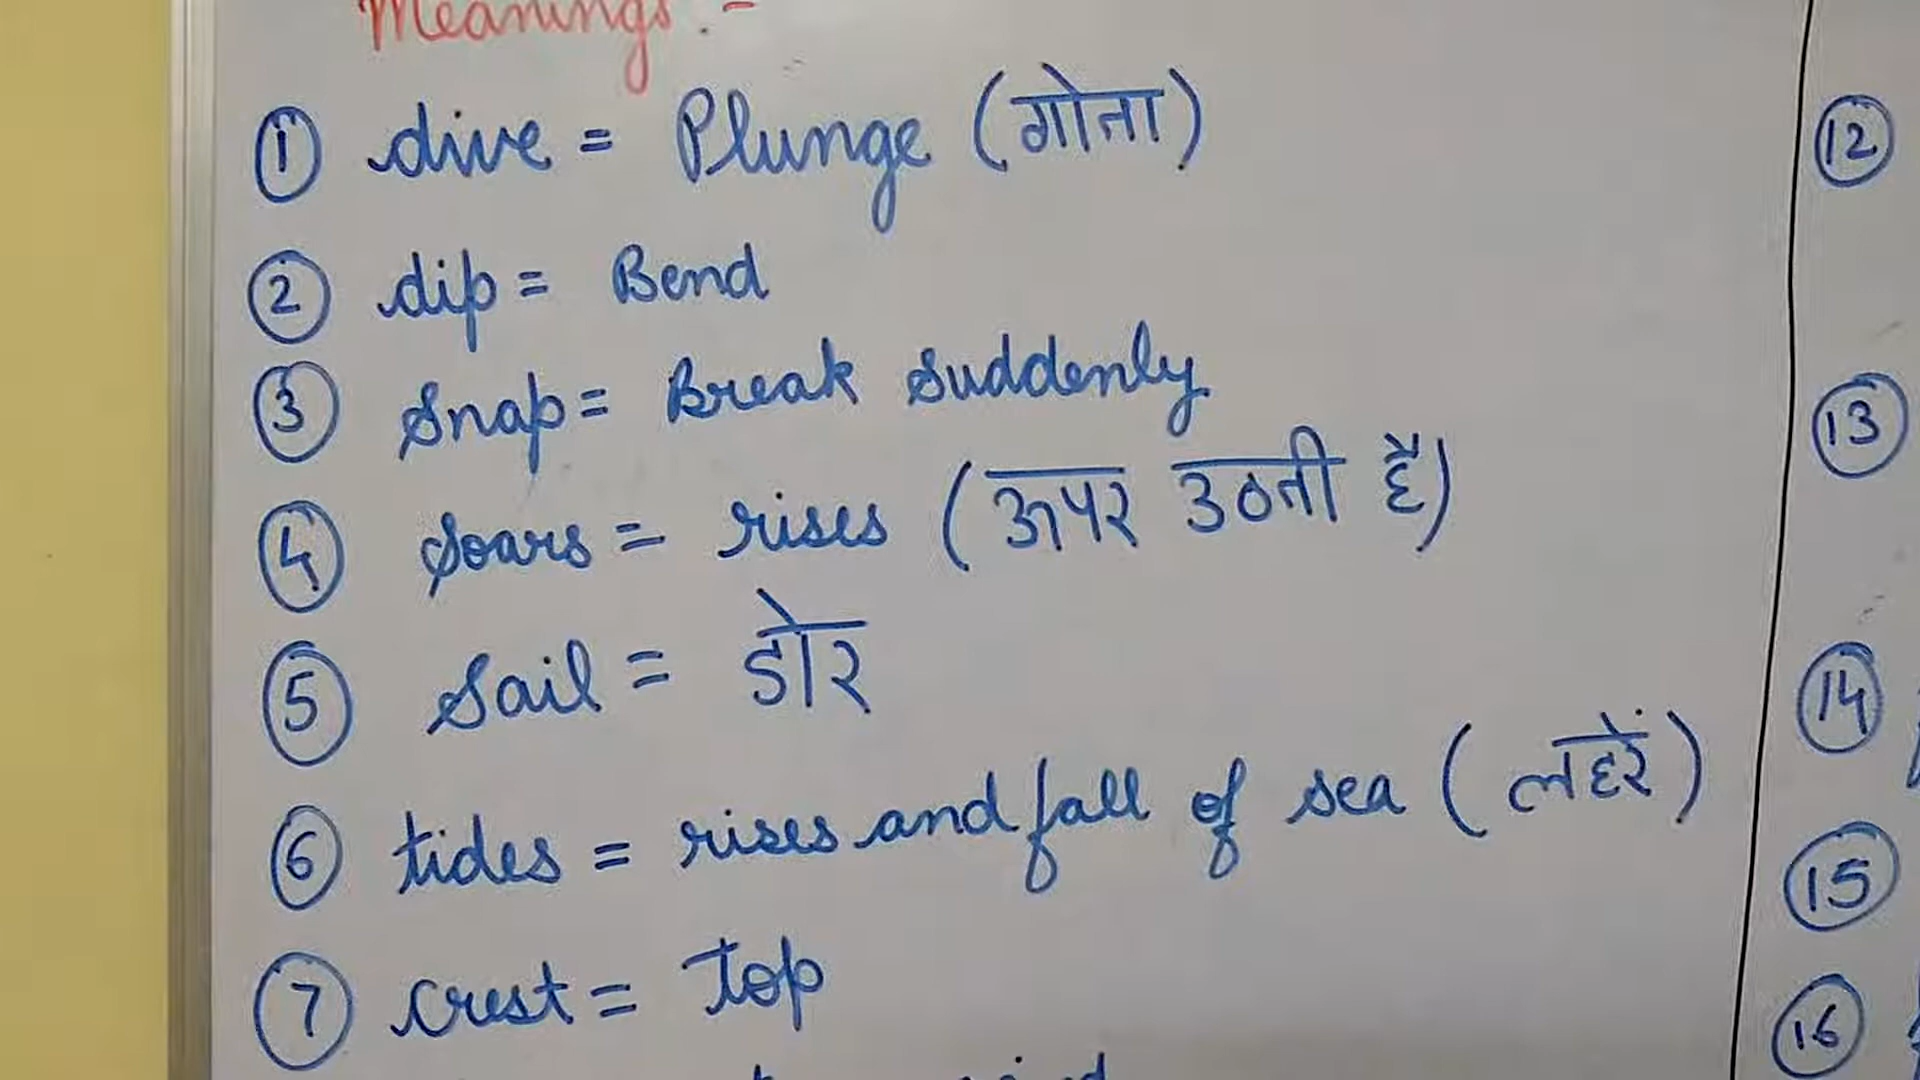 Meanings :-
① dive = Plunge (गोता)
② dip = Bend
③ Snap = Break Suddenly
④ Soars = rises (ऊपर उठती है)
⑤ Sail = डोर
⑥ tides = rises and fall of sea (लहरें)
⑦ Crest = Top
⑫
⑬
⑭
⑮
⑯